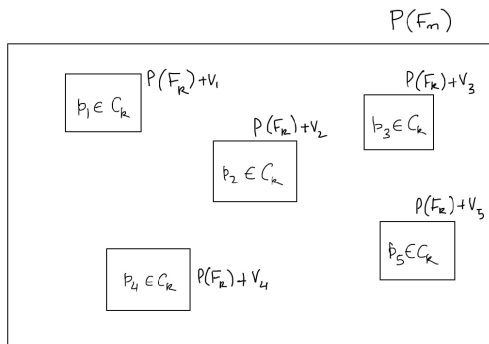 P(F_n)
P(F_k)+V_1
p_1 ∈ C_k
P(F_k)+V_3
p_3 ∈ C_k
P(F_k)+V_2
p_2 ∈ C_k
P(F_k)+V_5
p_5 ∈ C_k
p_4 ∈ C_k
P(F_k)+V_4